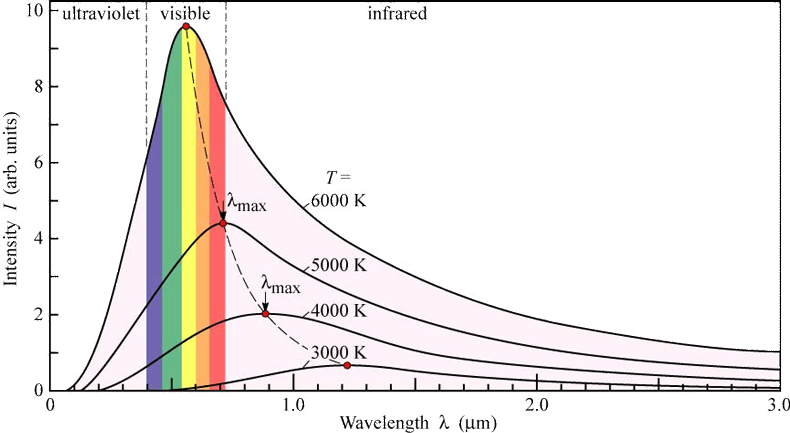 10
ultraviolet visible infrared
8
6
T =
6000 K
λmax
4
5000 K
λmax
4000 K
2
3000 K
0
0 1.0 2.0 3.0
Wavelength λ (μm)
Intensity I (arb. units)